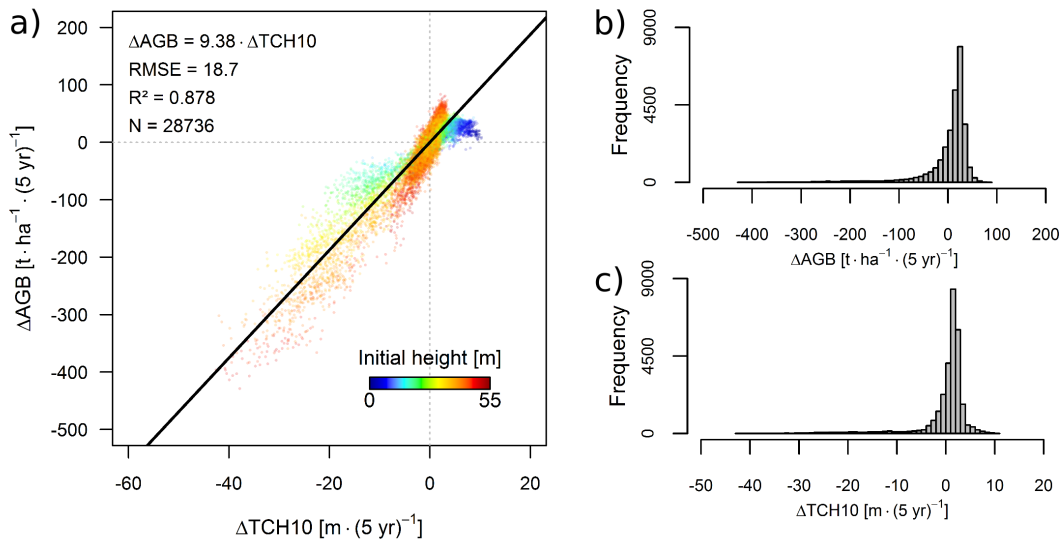 a)
ΔAGB = 9.38 · ΔTCH10
RMSE = 18.7
R² = 0.878
N = 28736
200
100
0
-100
-200
-300
-400
-500
ΔAGB [t · ha⁻¹ · (5 yr)⁻¹]
Initial height [m]
0 55
-60 -40 -20 0 20
ΔTCH10 [m · (5 yr)⁻¹]
b)
9000
4500
0
Frequency
-500 -400 -300 -200 -100 0 100 200
ΔAGB [t · ha⁻¹ · (5 yr)⁻¹]
c)
9000
4500
0
Frequency
-50 -40 -30 -20 -10 0 10 20
ΔTCH10 [m · (5 yr)⁻¹]